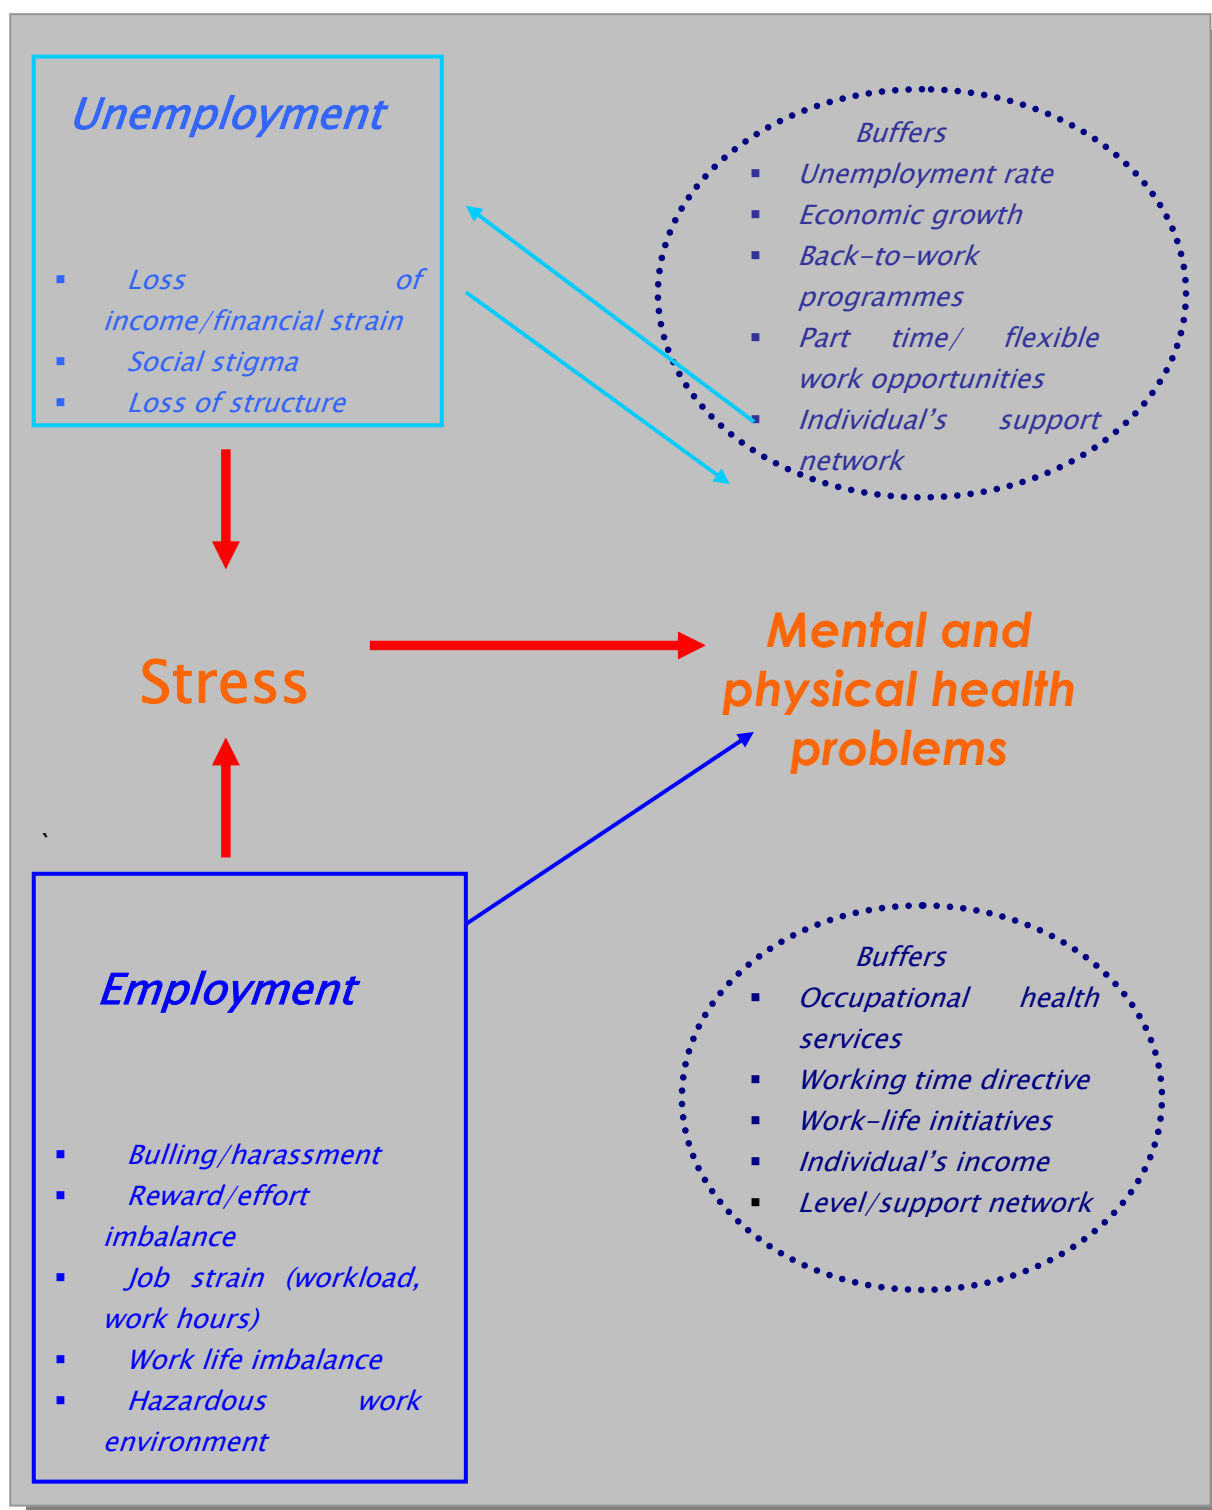 Unemployment
▪ Loss of
income/financial strain
▪ Social stigma
▪ Loss of structure
Buffers
▪ Unemployment rate
▪ Economic growth
▪ Back-to-work
programmes
▪ Part time/ flexible
work opportunities
▪ Individual's support
network
Stress
Mental and
physical health
problems
`
Employment
▪ Bulling/harassment
▪ Reward/effort
imbalance
▪ Job strain (workload,
work hours)
▪ Work life imbalance
▪ Hazardous work
environment
Buffers
▪ Occupational health
services
▪ Working time directive
▪ Work-life initiatives
▪ Individual's income
▪ Level/support network